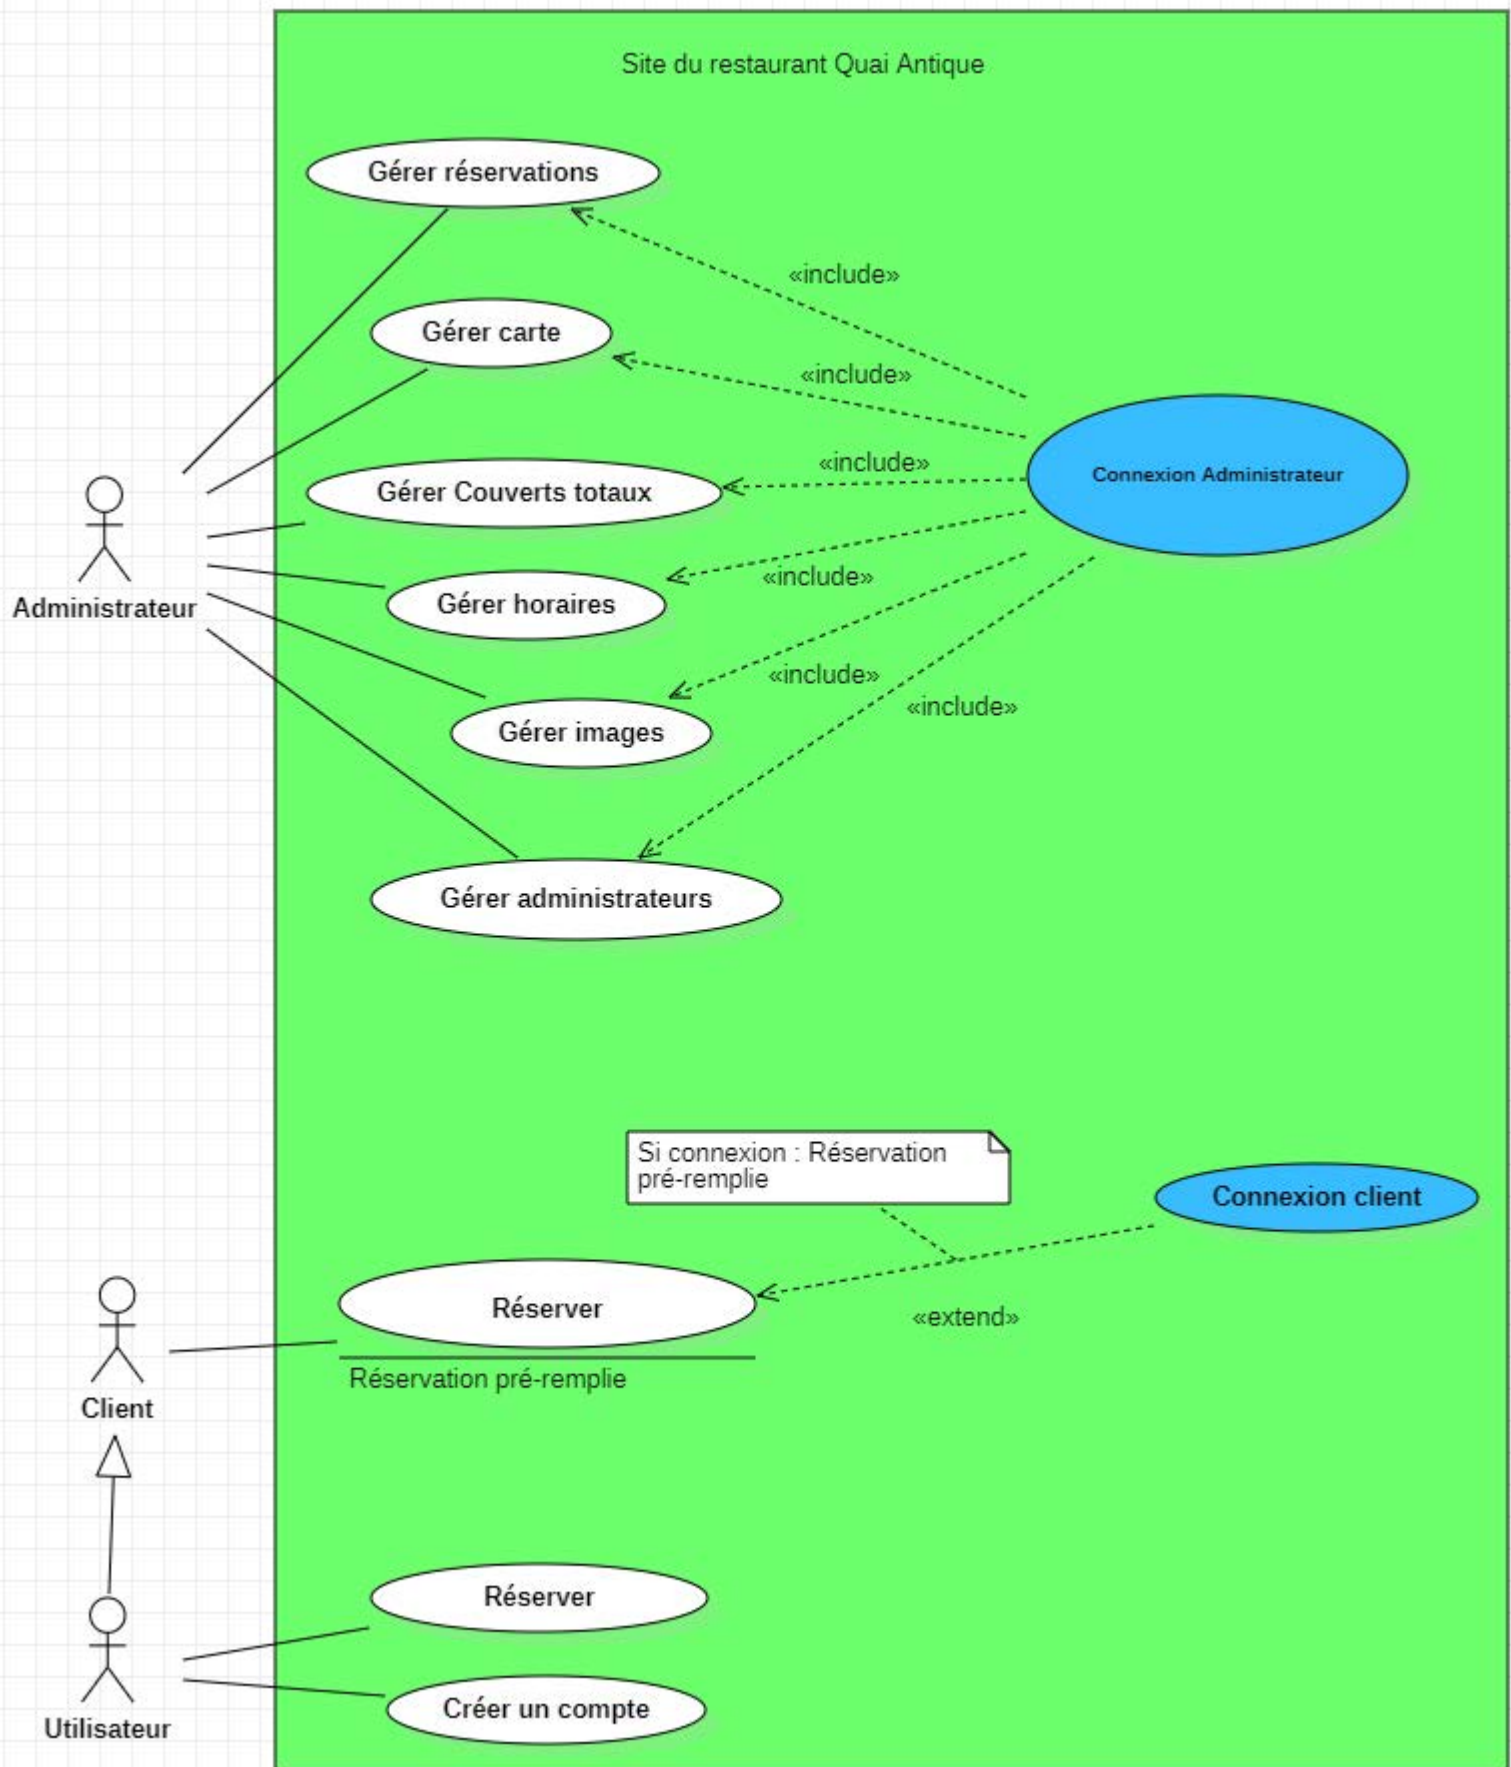 Site du restaurant Quai Antique
Gérer réservations
«include»
Gérer carte
«include»
«include»
Connexion Administrateur
Gérer Couverts totaux
«include»
Gérer horaires
Administrateur
«include»
«include»
Gérer images
Gérer administrateurs
Si connexion : Réservation
pré-remplie
Connexion client
Réserver
«extend»
Réservation pré-remplie
Client
Réserver
Créer un compte
Utilisateur